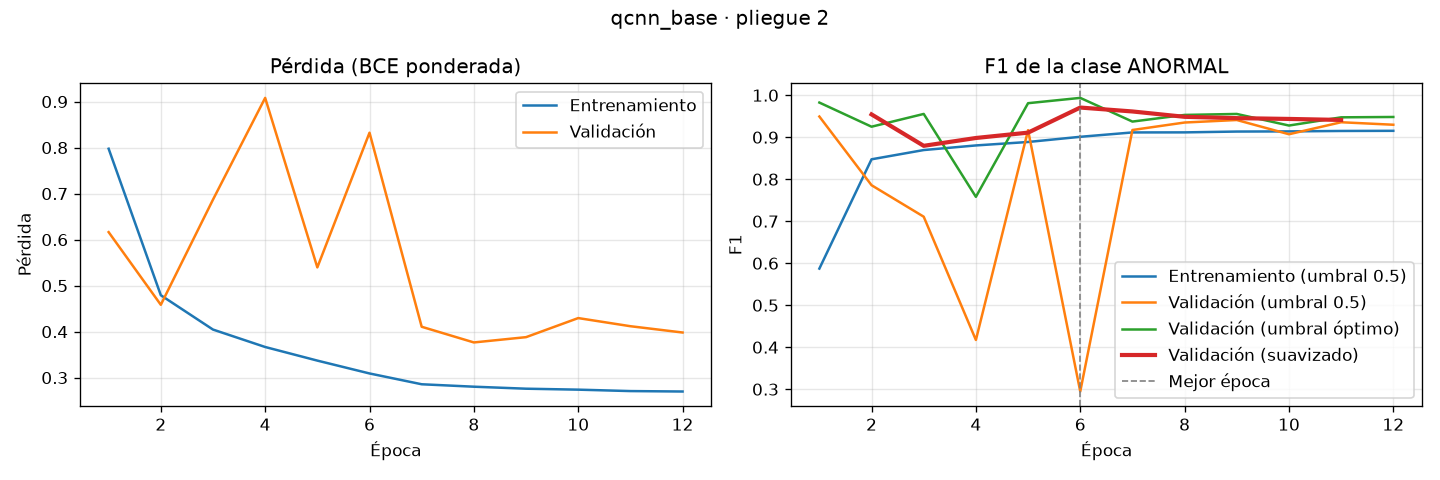 qcnn_base · pliegue 2
Pérdida (BCE ponderada)
0.9
0.8
0.7
0.6
0.5
0.4
0.3
Pérdida
2
4
6
8
10
12
Época
Entrenamiento
Validación
F1 de la clase ANORMAL
1.0
0.9
0.8
0.7
0.6
0.5
0.4
0.3
F1
2
4
6
8
10
12
Época
Entrenamiento (umbral 0.5)
Validación (umbral 0.5)
Validación (umbral óptimo)
Validación (suavizado)
Mejor época